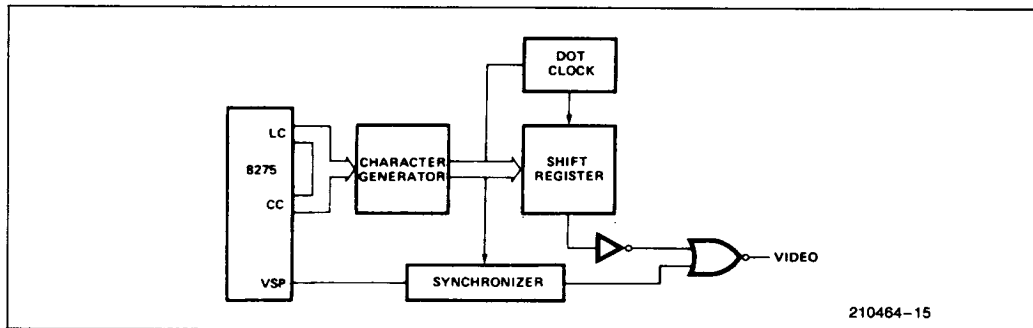 DOT
CLOCK
LC
8275
CC
VSP
CHARACTER
GENERATOR
SHIFT
REGISTER
SYNCHRONIZER
VIDEO
210464-15